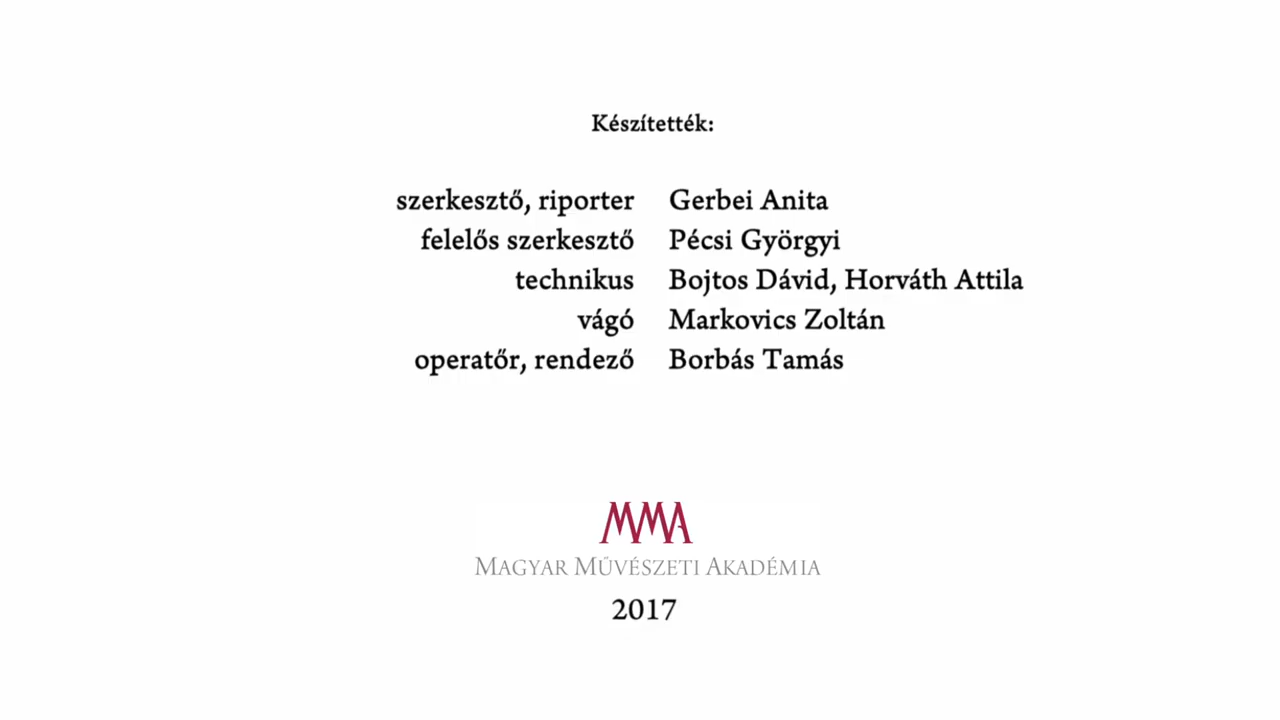 Készítették:
szerkesztő, riporter Gerbei Anita
felelős szerkesztő Pécsi Györgyi
technikus Bojtos Dávid, Horváth Attila
vágó Markovics Zoltán
operatőr, rendező Borbás Tamás
MMA
MAGYAR MŰVÉSZETI AKADÉMIA
2017